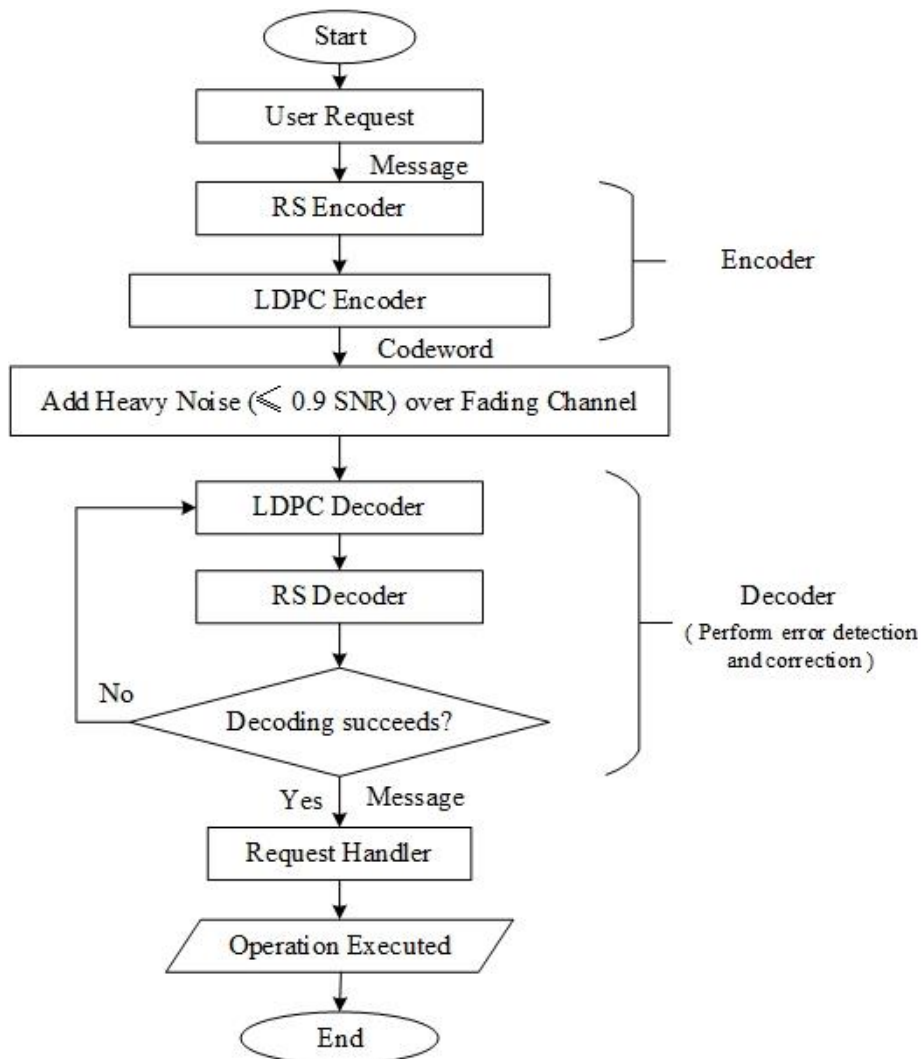 Start
User Request
Message
RS Encoder
LDPC Encoder
Encoder
Codeword
Add Heavy Noise (⩽ 0.9 SNR) over Fading Channel
LDPC Decoder
RS Decoder
Decoder
( Perform error detection
and correction )
No
Decoding succeeds?
Yes
Message
Request Handler
Operation Executed
End